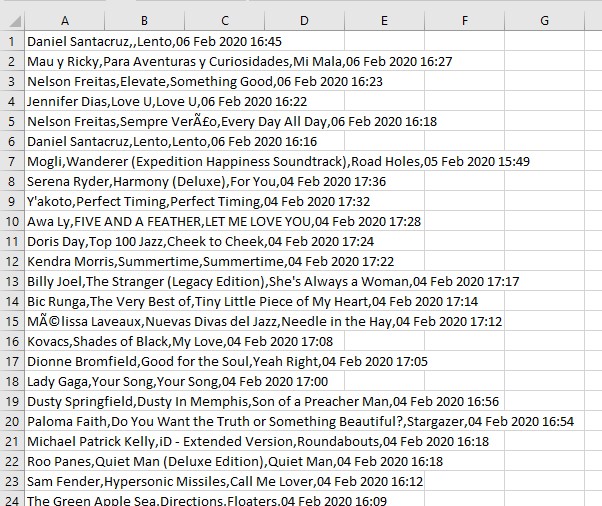 A B C D E F G
1 Daniel Santacruz,,Lento,06 Feb 2020 16:45
2 Mau y Ricky,Para Aventuras y Curiosidades,Mi Mala,06 Feb 2020 16:27
3 Nelson Freitas,Elevate,Something Good,06 Feb 2020 16:23
4 Jennifer Dias,Love U,Love U,06 Feb 2020 16:22
5 Nelson Freitas,Sempre VerÃ£o,Every Day All Day,06 Feb 2020 16:18
6 Daniel Santacruz,Lento,Lento,06 Feb 2020 16:16
7 Mogli,Wanderer (Expedition Happiness Soundtrack),Road Holes,05 Feb 2020 15:49
8 Serena Ryder,Harmony (Deluxe),For You,04 Feb 2020 17:36
9 Y'akoto,Perfect Timing,Perfect Timing,04 Feb 2020 17:32
10 Awa Ly,FIVE AND A FEATHER,LET ME LOVE YOU,04 Feb 2020 17:28
11 Doris Day,Top 100 Jazz,Cheek to Cheek,04 Feb 2020 17:24
12 Kendra Morris,Summertime,Summertime,04 Feb 2020 17:22
13 Billy Joel,The Stranger (Legacy Edition),She's Always a Woman,04 Feb 2020 17:17
14 Bic Runga,The Very Best of,Tiny Little Piece of My Heart,04 Feb 2020 17:14
15 MÃ©lissa Laveaux,Nuevas Divas del Jazz,Needle in the Hay,04 Feb 2020 17:12
16 Kovacs,Shades of Black,My Love,04 Feb 2020 17:08
17 Dionne Bromfield,Good for the Soul,Yeah Right,04 Feb 2020 17:05
18 Lady Gaga,Your Song,Your Song,04 Feb 2020 17:00
19 Dusty Springfield,Dusty In Memphis,Son of a Preacher Man,04 Feb 2020 16:56
20 Paloma Faith,Do You Want the Truth or Something Beautiful?,Stargazer,04 Feb 2020 16:54
21 Michael Patrick Kelly,iD - Extended Version,Roundabouts,04 Feb 2020 16:18
22 Roo Panes,Quiet Man (Deluxe Edition),Quiet Man,04 Feb 2020 16:18
23 Sam Fender,Hypersonic Missiles,Call Me Lover,04 Feb 2020 16:12
24 The Green Apple Sea,Directions,Floaters,04 Feb 2020 16:09